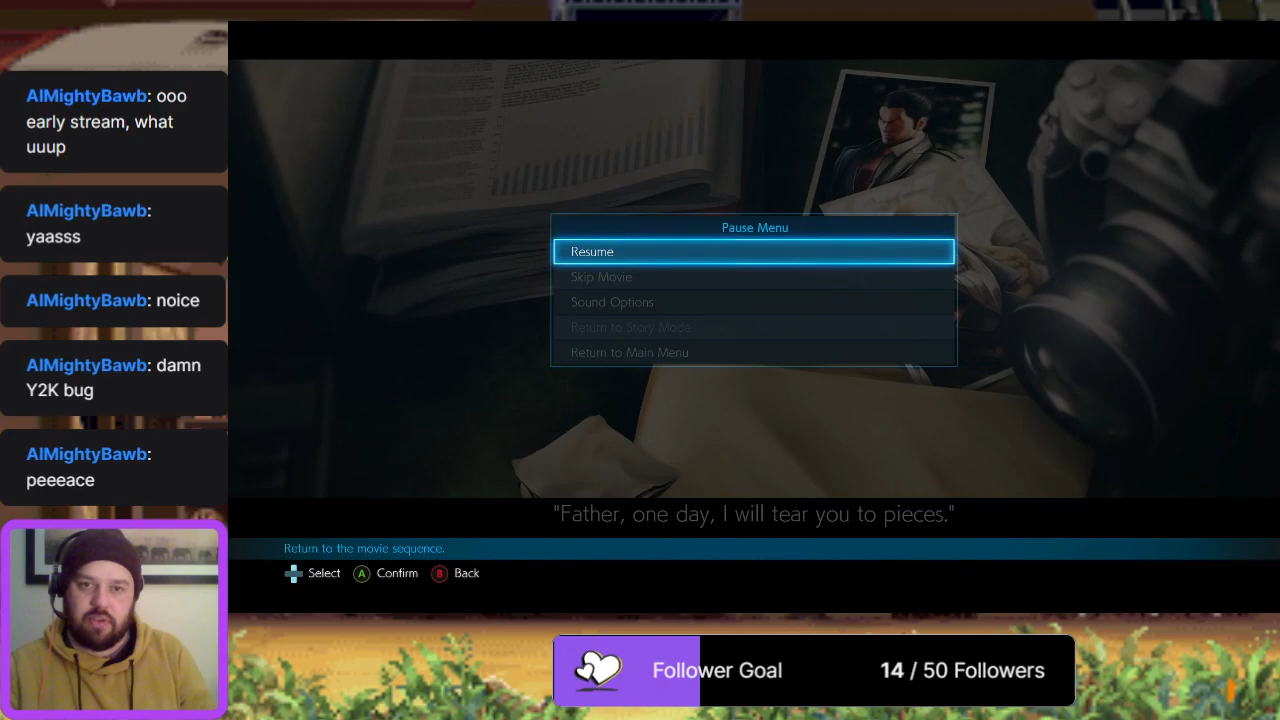 AlMightyBawb: ooo
early stream, what
uuup
AlMightyBawb:
yaasss
AlMightyBawb: noice
AlMightyBawb: damn
Y2K bug
AlMightyBawb:
peeeace
Pause Menu
Resume
Skip Movie
Sound Options
Return to Story Mode
Return to Main Menu
"Father, one day, I will tear you to pieces."
Return to the movie sequence.
Select A Confirm B Back
Follower Goal 14 / 50 Followers